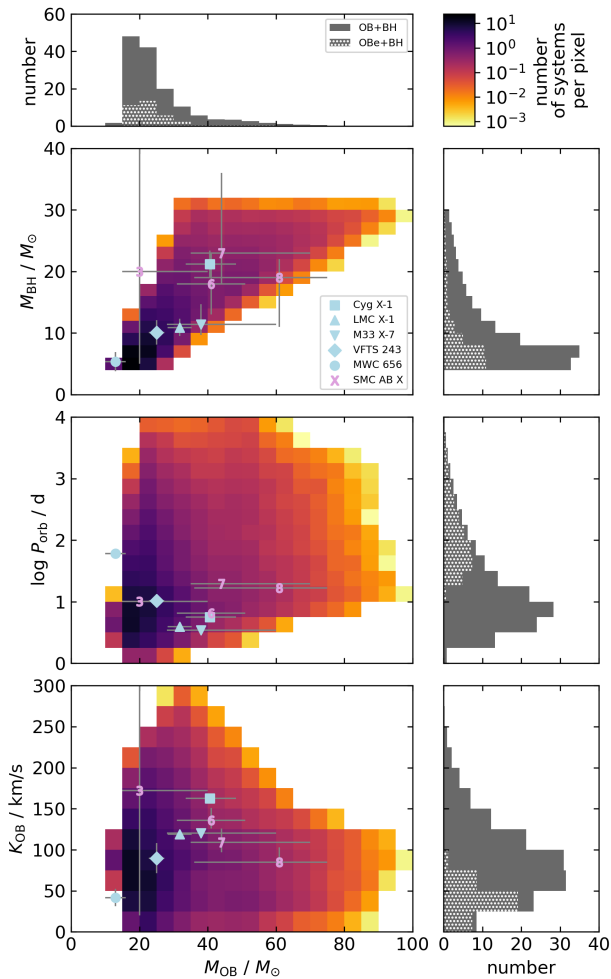 60
40
20
0
number
OB+BH
OBe+BH
10¹
10⁰
10⁻¹
10⁻²
10⁻³
number
of systems
per pixel
40
30
20
10
0
M_BH / M_⊙
3
7
6
8
Cyg X-1
LMC X-1
M33 X-7
VFTS 243
MWC 656
SMC AB X
4
3
2
1
0
log P_orb / d
3
7
8
6
300
250
200
150
100
50
0
K_OB / km/s
3
6
7
8
0 20 40 60 80 100
M_OB / M_⊙
0 10 20 30 40
number